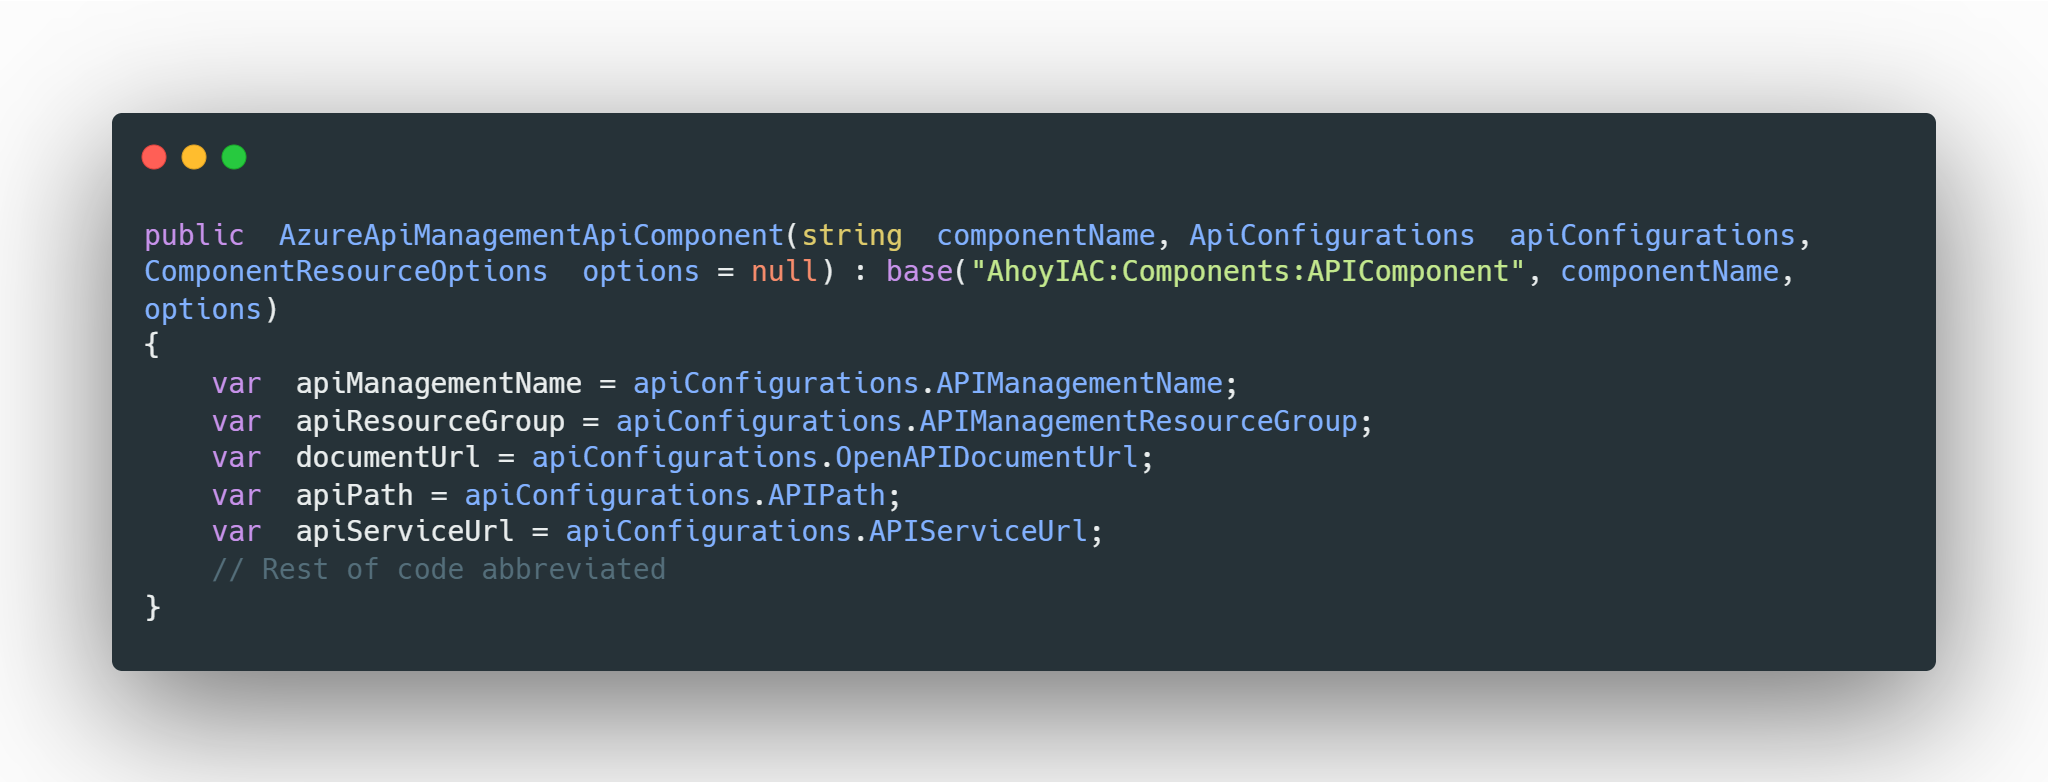 public  AzureApiManagementApiComponent(string  componentName, ApiConfigurations  apiConfigurations,
ComponentResourceOptions  options = null) : base("AhoyIAC:Components:APIComponent", componentName,
options)
{
    var  apiManagementName = apiConfigurations.APIManagementName;
    var  apiResourceGroup = apiConfigurations.APIManagementResourceGroup;
    var  documentUrl = apiConfigurations.OpenAPIDocumentUrl;
    var  apiPath = apiConfigurations.APIPath;
    var  apiServiceUrl = apiConfigurations.APIServiceUrl;
    // Rest of code abbreviated
}